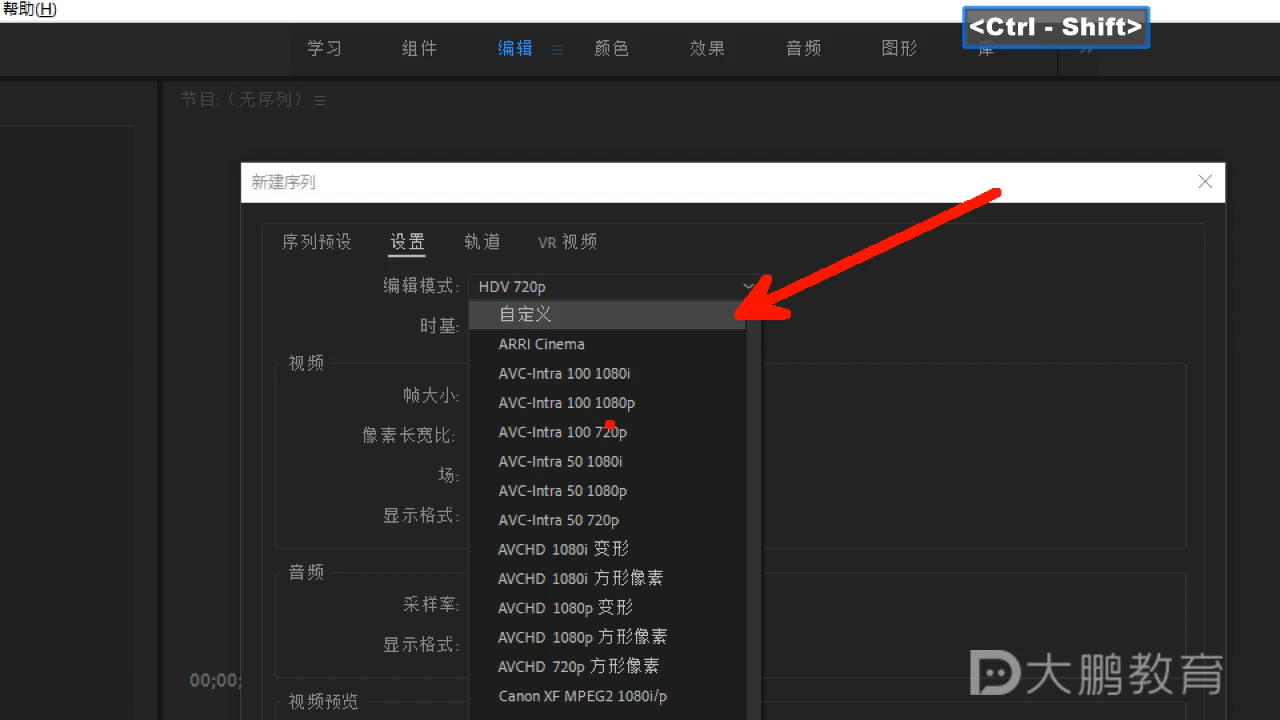 帮助(H)
<Ctrl - Shift>
学习 组件 编辑 颜色 效果 音频 图形 库
节目:（无序列）
新建序列
序列预设 设置 轨道 VR 视频
编辑模式: HDV 720p
自定义
时基:
ARRI Cinema
视频
AVC-Intra 100 1080i
帧大小: AVC-Intra 100 1080p
像素长宽比: AVC-Intra 100 720p
AVC-Intra 50 1080i
场:
AVC-Intra 50 1080p
显示格式: AVC-Intra 50 720p
AVCHD 1080i 变形
音频
AVCHD 1080i 方形像素
采样率: AVCHD 1080p 变形
显示格式: AVCHD 1080p 方形像素
AVCHD 720p 方形像素
00;00;
大鹏教育
视频预览 Canon XF MPEG2 1080i/p